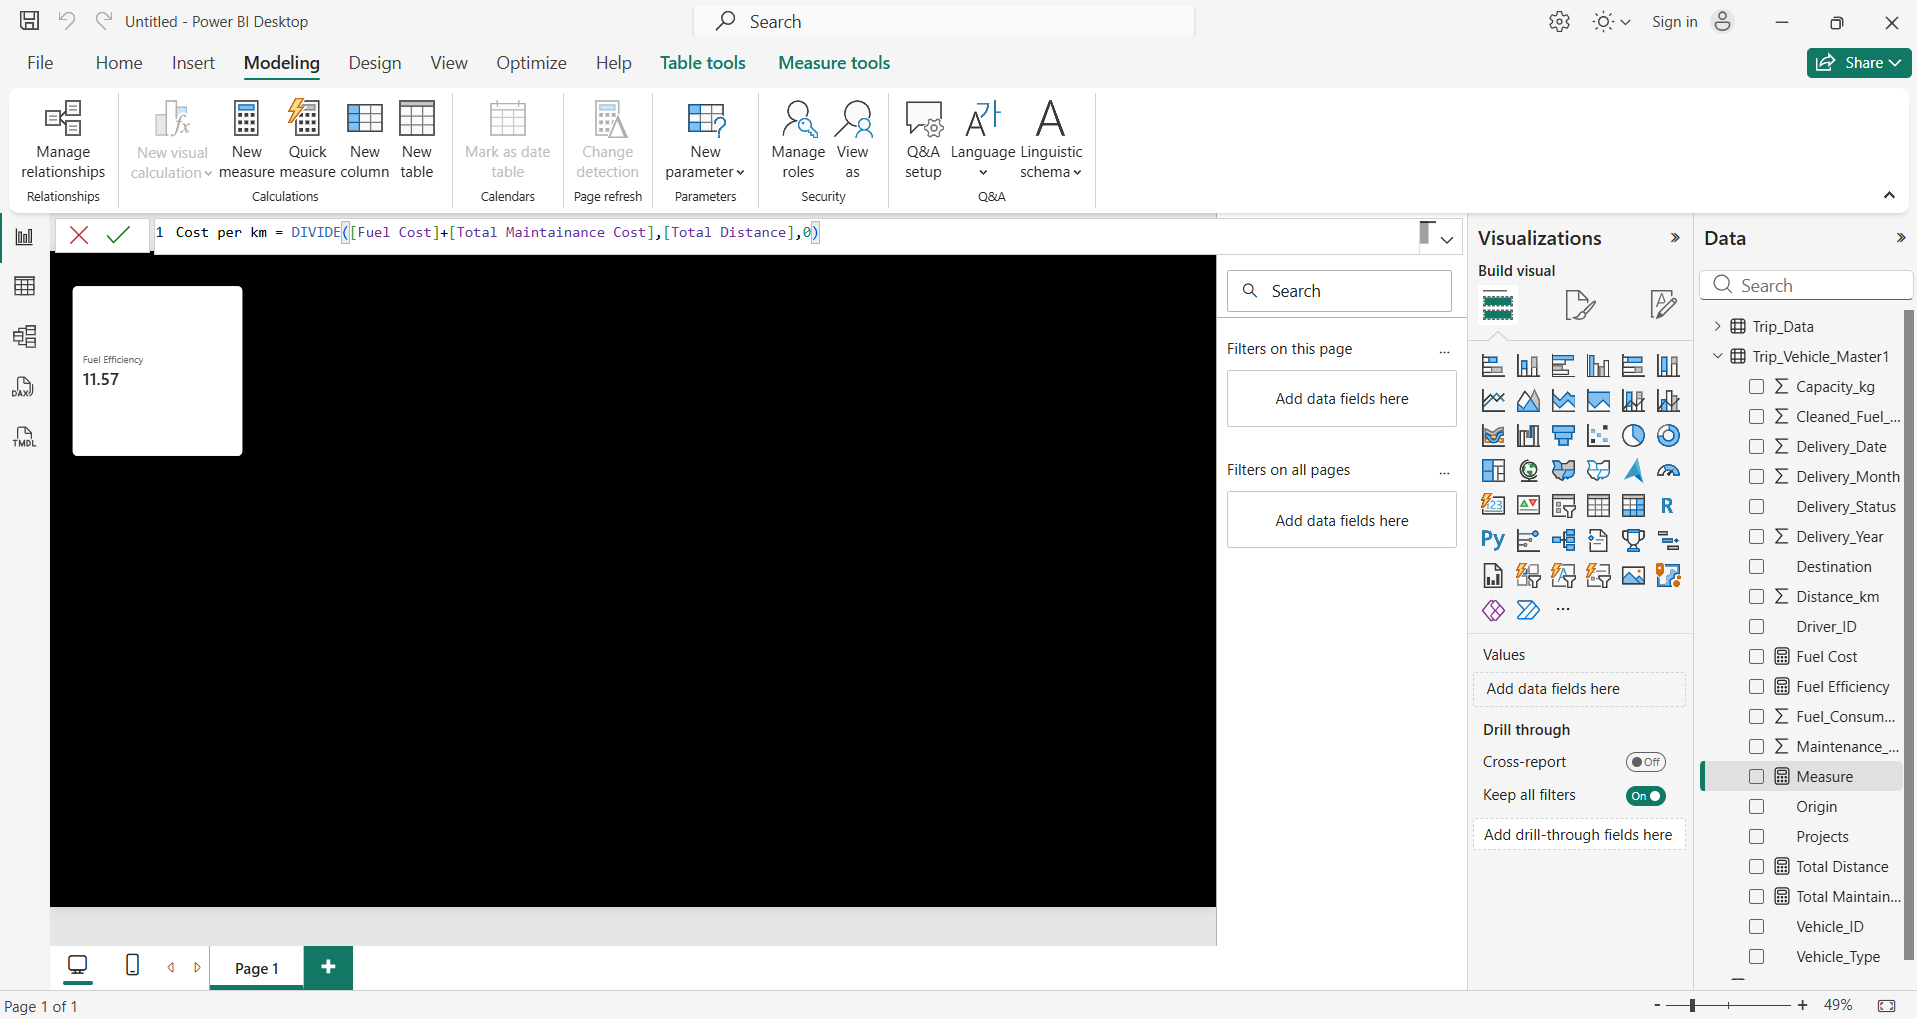 Untitled - Power BI Desktop
Search
Sign in
File Home Insert Modeling Design View Optimize Help Table tools Measure tools
Share
Manage relationships
Relationships
New visual calculation
New measure
Quick measure
New column
New table
Calculations
Mark as date table
Calendars
Change detection
Page refresh
New parameter
Parameters
Manage roles
View as
Security
Q&A setup
Language
Linguistic schema
Q&A
1 Cost per km = DIVIDE([Fuel Cost]+[Total Maintainance Cost],[Total Distance],0)
DAX
TMDL
Fuel Efficiency
11.57
Search
Filters on this page
...
Add data fields here
Filters on all pages
...
Add data fields here
Visualizations
Build visual
123
R
Py
...
Values
Add data fields here
Drill through
Cross-report
Off
Keep all filters
On
Add drill-through fields here
Data
Search
Trip_Data
Trip_Vehicle_Master1
Capacity_kg
Cleaned_Fuel_...
Delivery_Date
Delivery_Month
Delivery_Status
Delivery_Year
Destination
Distance_km
Driver_ID
Fuel Cost
Fuel Efficiency
Fuel_Consum...
Maintenance_...
Measure
Origin
Projects
Total Distance
Total Maintain...
Vehicle_ID
Vehicle_Type
Page 1
Page 1 of 1
- + 49%